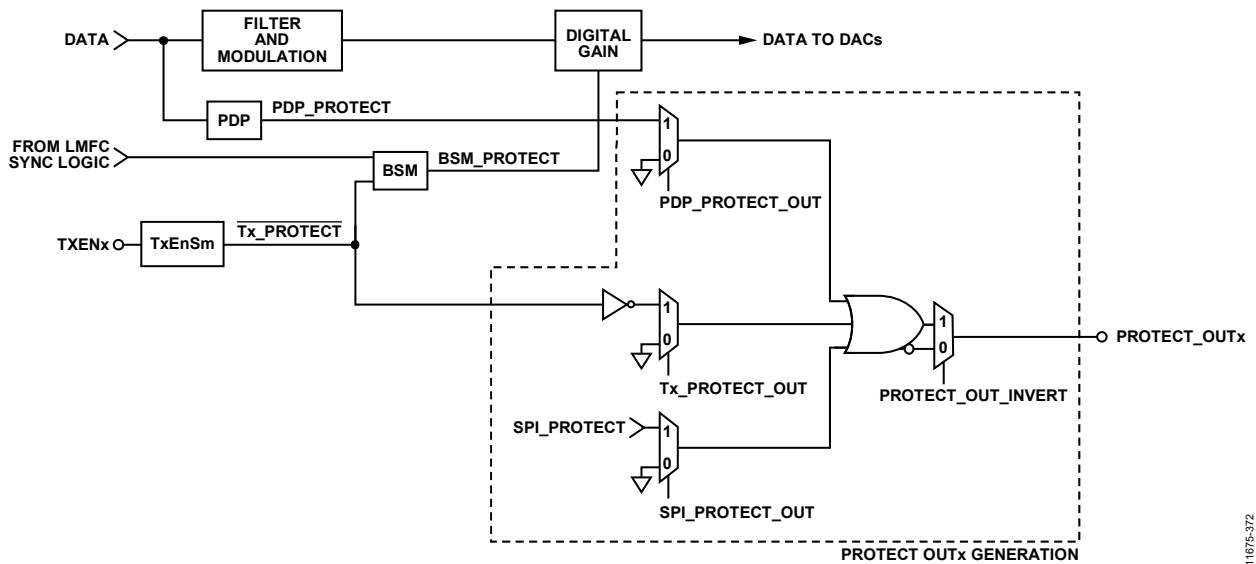 DATA
FILTER
AND
MODULATION
DIGITAL
GAIN
DATA TO DACs
PDP
PDP_PROTECT
FROM LMFC
SYNC LOGIC
BSM
BSM_PROTECT
1
0
PDP_PROTECT_OUT
TXENx
TxEnSm
Tx_PROTECT
1
0
Tx_PROTECT_OUT
1
0
PROTECT_OUTx
PROTECT_OUT_INVERT
SPI_PROTECT
1
0
SPI_PROTECT_OUT
PROTECT OUTx GENERATION
11675-372